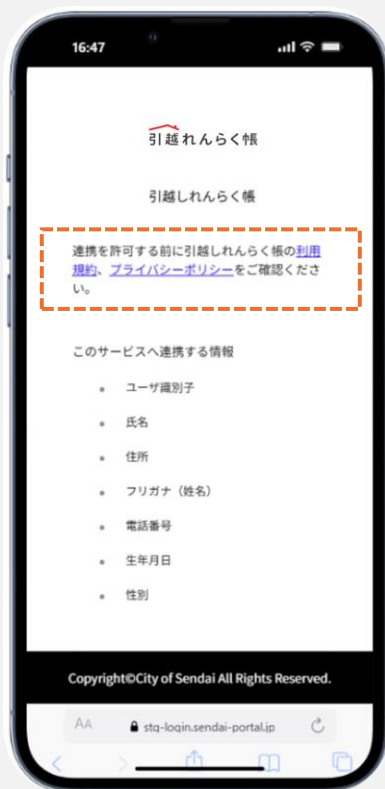 16:47
引越れんらく帳
引越しれんらく帳
連携を許可する前に引越しれんらく帳の利用
規約、プライバシーポリシーをご確認くださ
い。
このサービスへ連携する情報
ユーザ識別子
氏名
住所
フリガナ（姓名）
電話番号
生年月日
性別
Copyright©City of Sendai All Rights Reserved.
AA stg-login.sendai-portal.jp